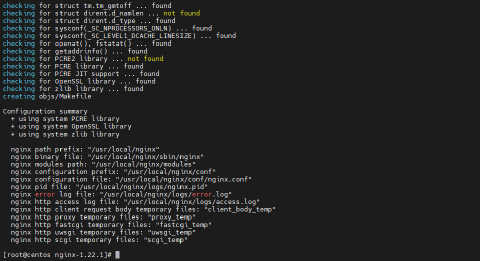 checking for struct tm.tm_gmtoff ... found
checking for struct dirent.d_namlen ... not found
checking for struct dirent.d_type ... found
checking for sysconf(_SC_NPROCESSORS_ONLN) ... found
checking for sysconf(_SC_LEVEL1_DCACHE_LINESIZE) ... found
checking for openat(), fstatat() ... found
checking for getaddrinfo() ... found
checking for PCRE2 library ... not found
checking for PCRE library ... found
checking for PCRE JIT support ... found
checking for OpenSSL library ... found
checking for zlib library ... found
creating objs/Makefile
Configuration summary
+ using system PCRE library
+ using system OpenSSL library
+ using system zlib library
nginx path prefix: "/usr/local/nginx"
nginx binary file: "/usr/local/nginx/sbin/nginx"
nginx modules path: "/usr/local/nginx/modules"
nginx configuration prefix: "/usr/local/nginx/conf"
nginx configuration file: "/usr/local/nginx/conf/nginx.conf"
nginx pid file: "/usr/local/nginx/logs/nginx.pid"
nginx error log file: "/usr/local/nginx/logs/error.log"
nginx http access log file: "/usr/local/nginx/logs/access.log"
nginx http client request body temporary files: "client_body_temp"
nginx http proxy temporary files: "proxy_temp"
nginx http fastcgi temporary files: "fastcgi_temp"
nginx http uwsgi temporary files: "uwsgi_temp"
nginx http scgi temporary files: "scgi_temp"
[root@centos nginx-1.22.1]#